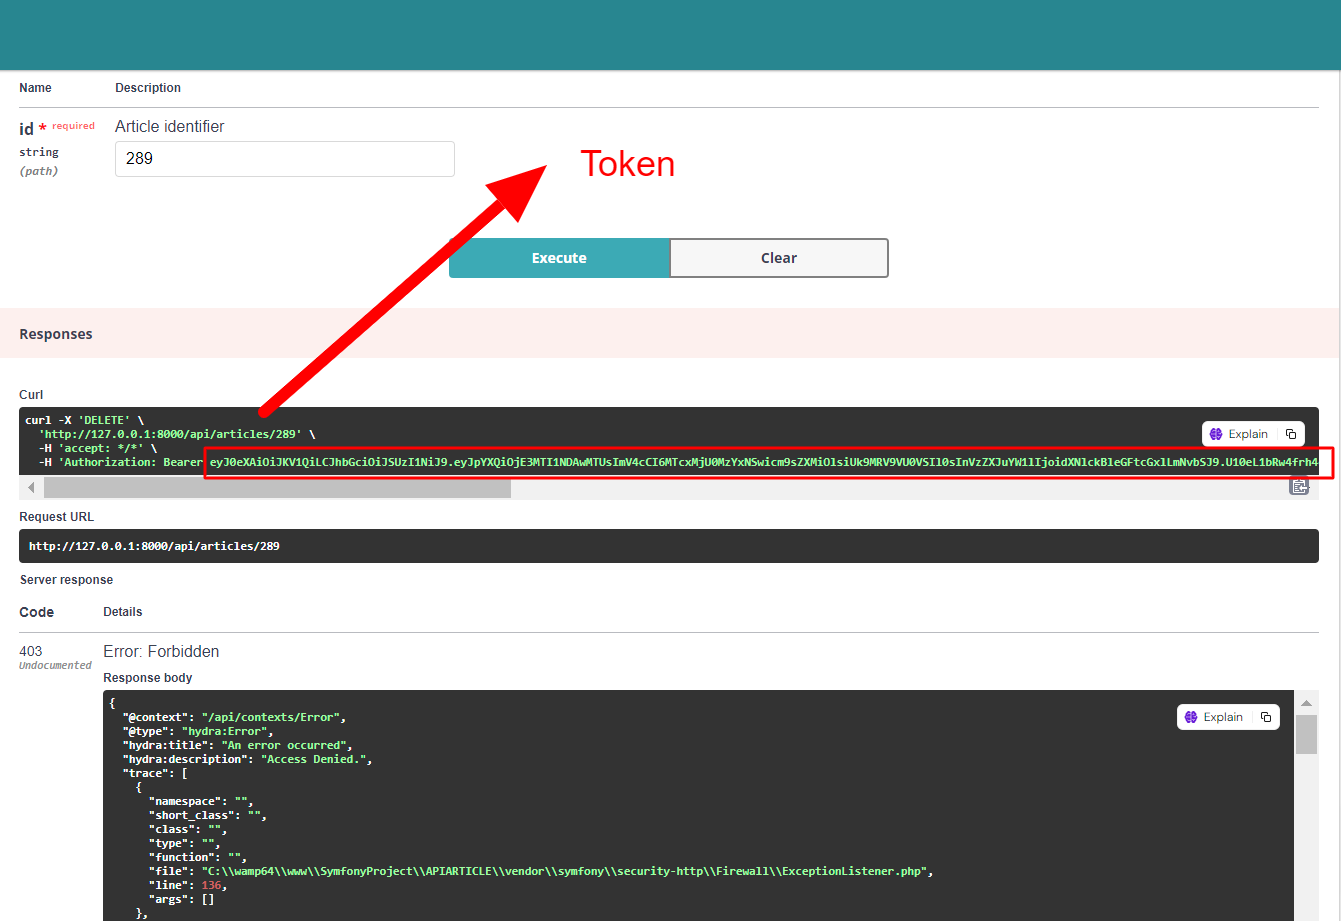 Name Description
id * required Article identifier
string 289
(path)
Token
Execute Clear
Responses
Curl
curl -X 'DELETE' \
'http://127.0.0.1:8000/api/articles/289' \
-H 'accept: */*' \
-H 'Authorization: Bearer eyJ0eXAiOiJKV1QiLCJhbGciOiJSUzI1NiJ9.eyJpYXQiOjE3MTI1NDAwMTUsImV4cCI6MTcxMjU0MzYxNSwicm9sZXMiOlsiUk9MRV9VU0VSIl0sInVzZXJuYW1lIjoidXNlckBleGFtcGxlLmNvbSJ9.U10eL1bRw4frh4
Explain
Request URL
http://127.0.0.1:8000/api/articles/289
Server response
Code Details
403 Error: Forbidden
Undocumented
Response body
{
"@context": "/api/contexts/Error",
"@type": "hydra:Error",
"hydra:title": "An error occurred",
"hydra:description": "Access Denied.",
"trace": [
{
"namespace": "",
"short_class": "",
"class": "",
"type": "",
"function": "",
"file": "C:\\wamp64\\www\\SymfonyProject\\APIARTICLE\\vendor\\symfony\\security-http\\Firewall\\ExceptionListener.php",
"line": 136,
"args": []
},
Explain